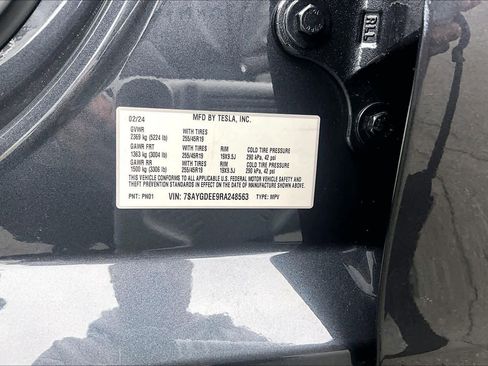 RLL
02/24 MFD BY TESLA, INC.
GVWR WITH TIRES
2369 kg (5224 lb) 255/45R19
GAWR FRT WITH TIRES RIM COLD TIRE PRESSURE
1363 kg (3004 lb) 255/45R19 19X9.5J 290 kPa, 42 psi
GAWR RR WITH TIRES RIM COLD TIRE PRESSURE
1500 kg (3306 lb) 255/45R19 19X9.5J 290 kPa, 42 psi
THIS VEHICLE CONFORMS TO ALL APPLICABLE U.S. FEDERAL MOTOR VEHICLE
SAFETY, BUMPER, AND THEFT PREVENTION STANDARDS IN EFFECT ON THE DATE OF
MANUFACTURE SHOWN ABOVE.
PNT: PN01 VIN: 7SAYGDEE9RA248563 TYPE: MPV